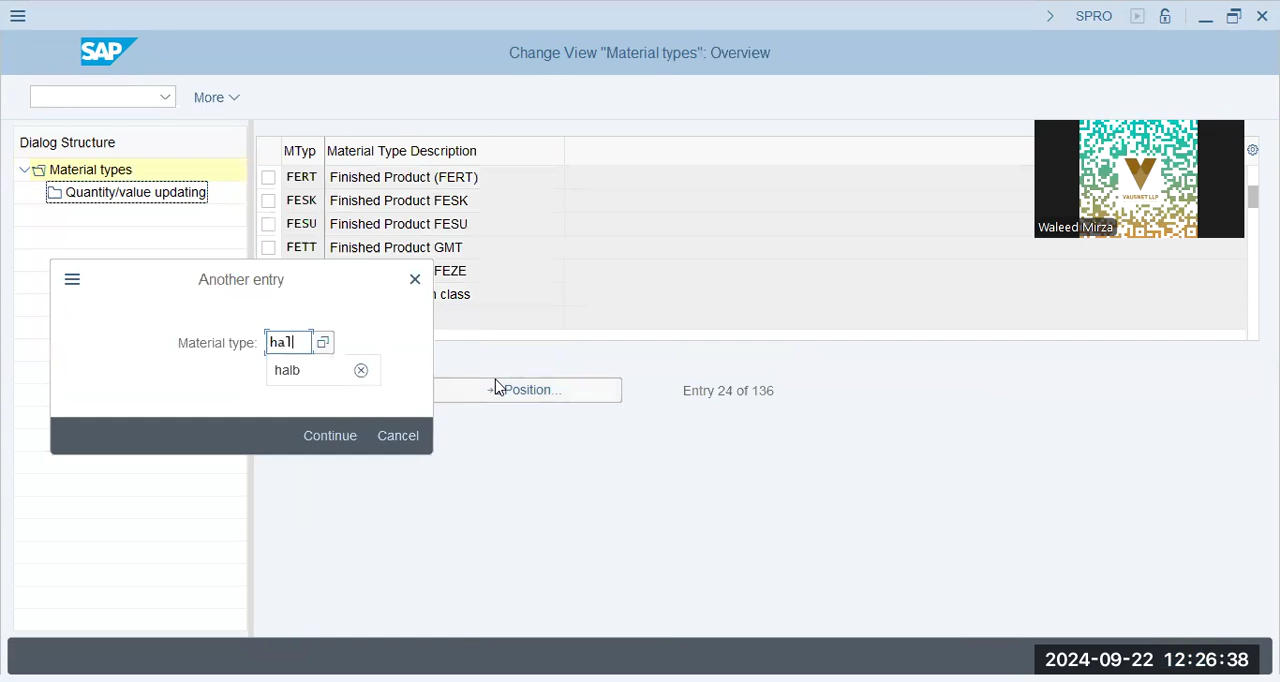 SPRO
SAP
Change View "Material types": Overview
More
Dialog Structure
Material types
Quantity/value updating
MTyp Material Type Description
FERT Finished Product (FERT)
FESK Finished Product FESK
FESU Finished Product FESU
FETT Finished Product GMT
FEZE
class
Another entry
Material type: hal
halb
Continue Cancel
Position...
Entry 24 of 136
VAUSNET LLP
Waleed Mirza
2024-09-22 12:26:38